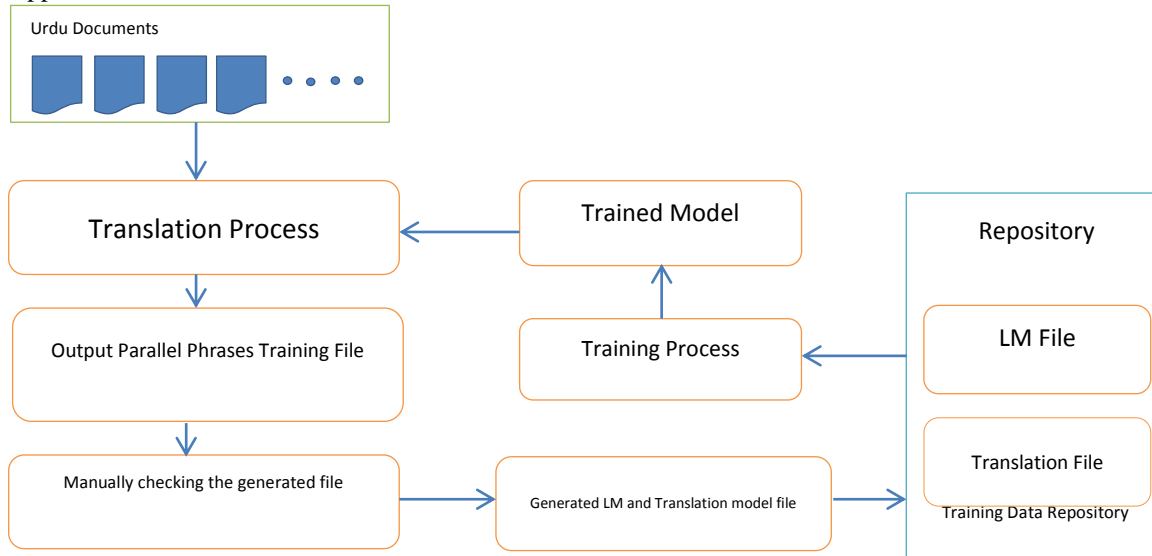 Urdu Documents
Translation Process
Trained Model
Repository
Output Parallel Phrases Training File
Training Process
LM File
Manually checking the generated file
Generated LM and Translation model file
Translation File
Training Data Repository